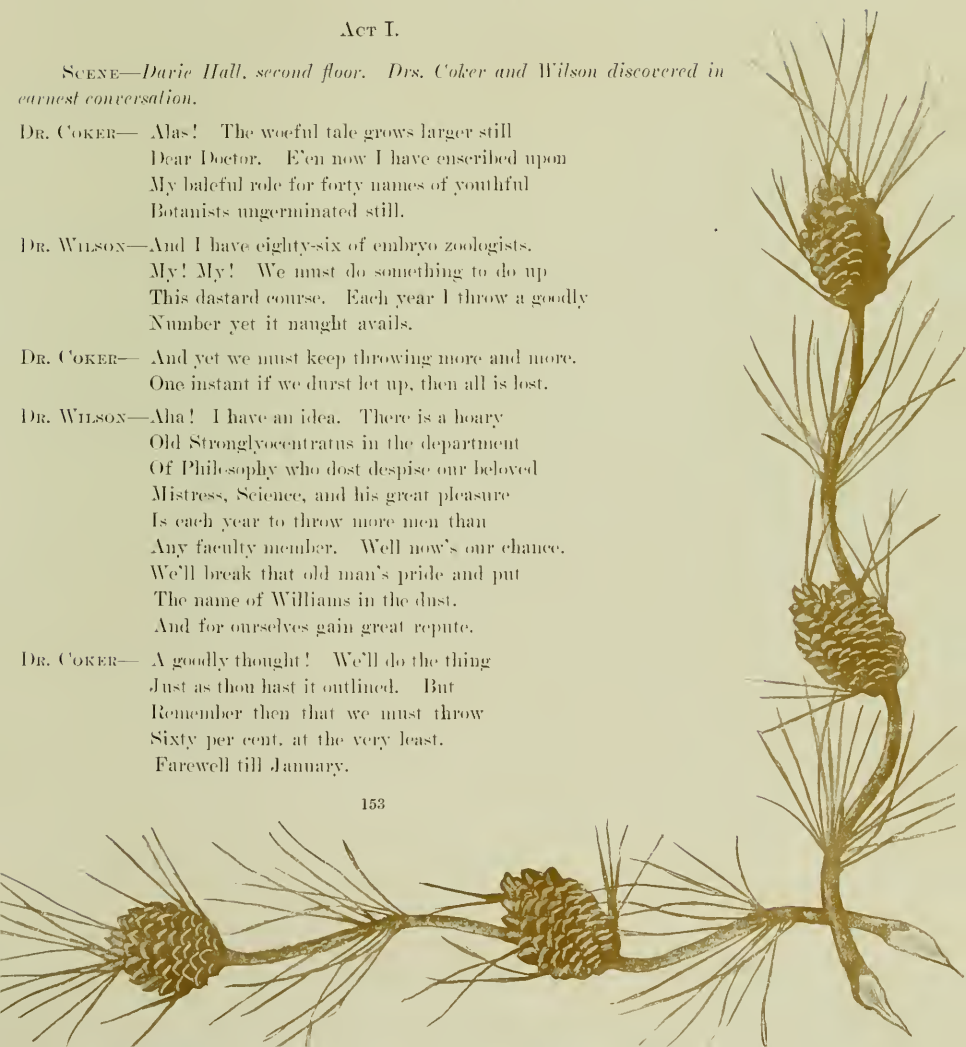 ACT I.
SCENE—Davie Hall, second floor. Drs. Coker and Wilson discovered in
earnest conversation.
DR. COKER— Alas! The woeful tale grows larger still
Dear Doctor. E'en now I have enscribed upon
My baleful role for forty names of youthful
Botanists ungerminated still.
DR. WILSON—And I have eighty-six of embryo zoologists.
My! My! We must do something to do up
This dastard course. Each year I throw a goodly
Number yet it naught avails.
DR. COKER— And yet we must keep throwing more and more.
One instant if we durst let up, then all is lost.
DR. WILSON—Aha! I have an idea. There is a hoary
Old Stronglyocentratus in the department
Of Philosophy who dost despise our beloved
Mistress, Science, and his great pleasure
Is each year to throw more men than
Any faculty member. Well now's our chance.
We'll break that old man's pride and put
The name of Williams in the dust.
And for ourselves gain great repute.
DR. COKER— A goodly thought! We'll do the thing
Just as thou hast it outlined. But
Remember then that we must throw
Sixty per cent. at the very least.
Farewell till January.
153